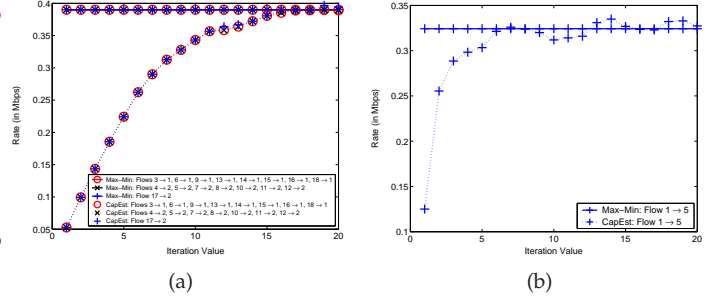 0.4
0.35
0.3
0.25
0.2
0.15
0.1
0.05
0
5
10
15
20
Rate (in Mbps)
Iteration Value
Max−Min: Flows 3 → 1, 6 → 1, 9 → 1, 13 → 1, 14 → 1, 15 → 1, 16 → 1, 18 → 1
Max−Min: Flows 4 → 2, 5 → 2, 7 → 2, 8 → 2, 10 → 2, 11 → 2, 12 → 2
Max−Min: Flow 17 → 2
CapEst: Flows 3 → 1, 6 → 1, 9 → 1, 13 → 1, 14 → 1, 15 → 1, 16 → 1, 18 → 1
CapEst: Flows 4 → 2, 5 → 2, 7 → 2, 8 → 2, 10 → 2, 11 → 2, 12 → 2
CapEst: Flow 17 → 2
(a)
0.35
0.3
0.25
0.2
0.15
0.1
0
5
10
15
20
Rate (in Mbps)
Iteration Value
Max−Min: Flow 1 → 5
CapEst: Flow 1 → 5
(b)